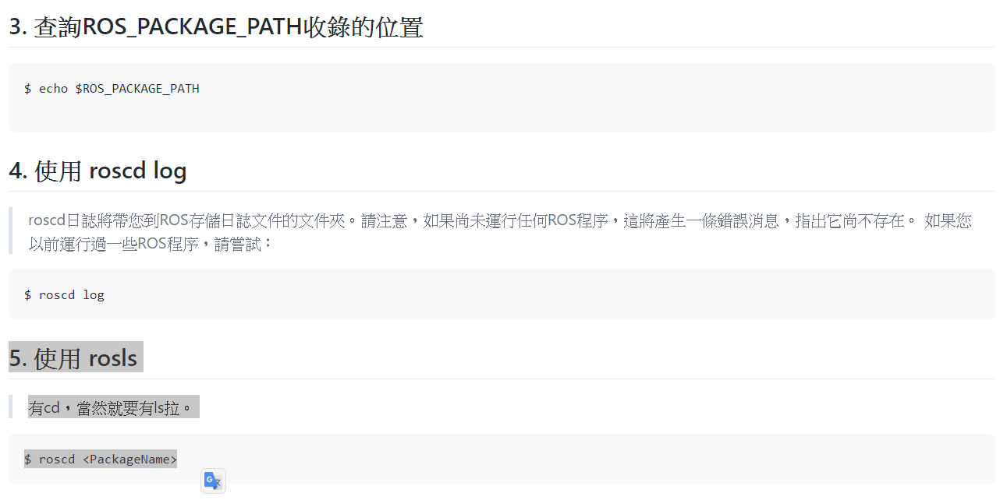 3. 查詢ROS_PACKAGE_PATH收錄的位置
$ echo $ROS_PACKAGE_PATH
4. 使用 roscd log
roscd日誌將帶您到ROS存儲日誌文件的文件夾。請注意，如果尚未運行任何ROS程序，這將產生一條錯誤消息，指出它尚不存在。 如果您
以前運行過一些ROS程序，請嘗試：
$ roscd log
5. 使用 rosls
有cd，當然就要有ls拉。
$ roscd <PackageName>